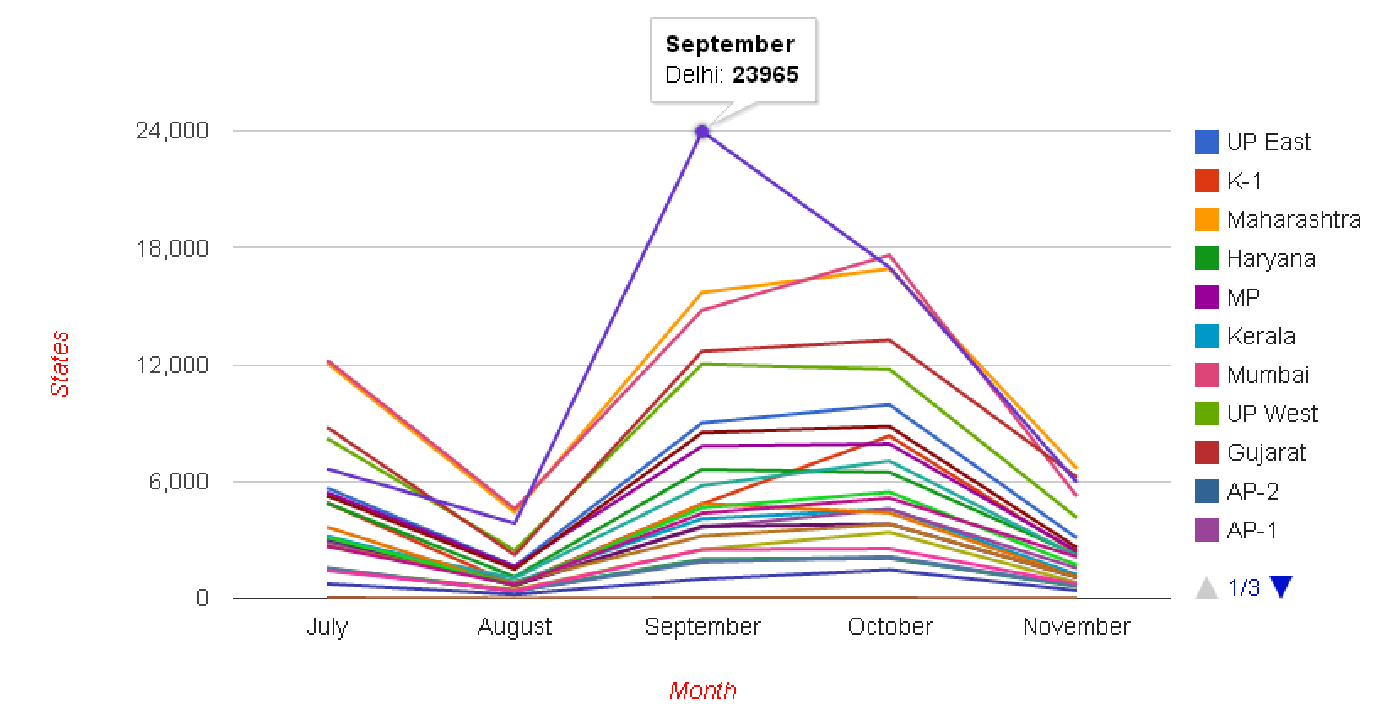 September
Delhi: 23965
24,000
18,000
12,000
6,000
0
States
July August September October November
Month
UP East
K-1
Maharashtra
Haryana
MP
Kerala
Mumbai
UP West
Gujarat
AP-2
AP-1
1/3